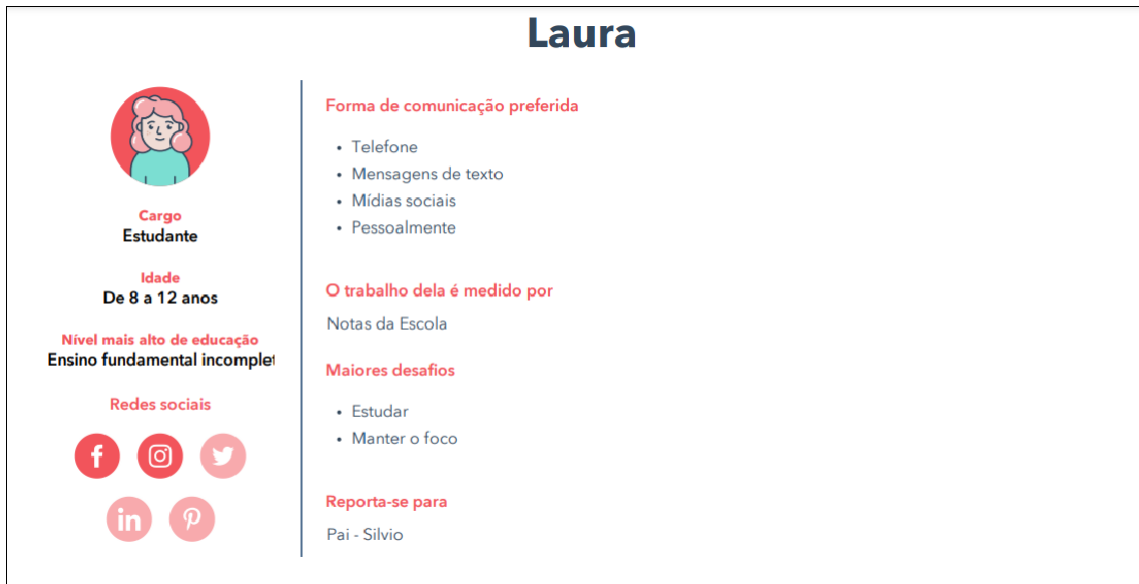 Laura
Cargo
Estudante
Idade
De 8 a 12 anos
Nível mais alto de educação
Ensino fundamental incomplet
Redes sociais
Forma de comunicação preferida
• Telefone
• Mensagens de texto
• Mídias sociais
• Pessoalmente
O trabalho dela é medido por
Notas da Escola
Maiores desafios
• Estudar
• Manter o foco
Reporta-se para
Pai - Silvio